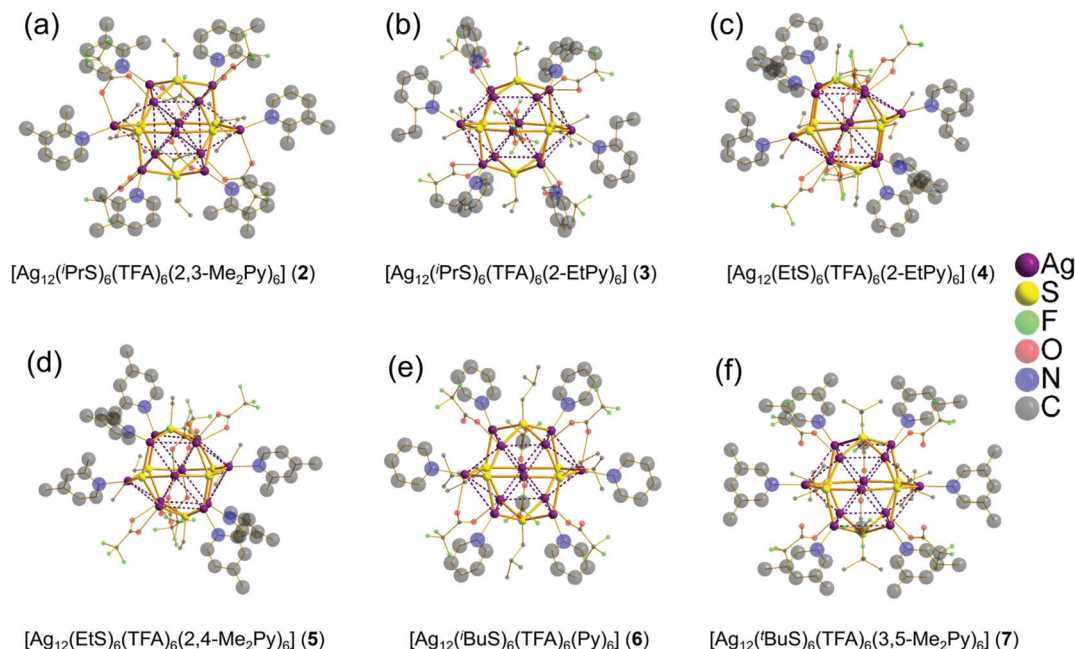 (a)
(b)
(c)
[Ag₁₂(ⁱPrS)₆(TFA)₆(2,3-Me₂Py)₆] (2)
[Ag₁₂(ⁱPrS)₆(TFA)₆(2-EtPy)₆] (3)
[Ag₁₂(EtS)₆(TFA)₆(2-EtPy)₆] (4)
Ag
S
F
O
N
C
(d)
(e)
(f)
[Ag₁₂(EtS)₆(TFA)₆(2,4-Me₂Py)₆] (5)
[Ag₁₂(ⁱBuS)₆(TFA)₆(Py)₆] (6)
[Ag₁₂(ᵗBuS)₆(TFA)₆(3,5-Me₂Py)₆] (7)